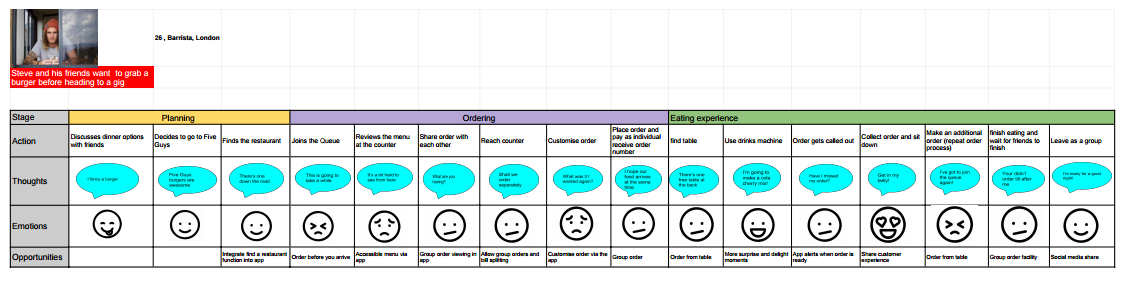 26 , Barrista, London
Steve and his friends want to grab a
burger before heading to a gig
Stage
Planning
Ordering
Eating experience
Action
Discusses dinner options
with friends
Decides to go to Five
Guys
Finds the restaurant
Joins the Queue
Reviews the menu
at the counter
Share order with
each other
Reach counter
Customise order
Place order and
pay as individual
receive order
number
find table
Use drinks machine
Order gets called out
Collect order and sit
down
Make an additional
order (repeat order
process)
finish eating and
wait for friends to
finish
Leave as a group
Thoughts
I fancy a burger
Five Guys
burgers are
awesome
There's one
down the road
This is going to
take a while
It's a bit hard to
see from here
What are you
having?
Shall we
order
separately
What was it I
wanted again?
I hope our
food arrives
at the same
time
There's one
free table at
the back
I'm going to
make a cola
cherry mix!
Have I missed
my order?
Get in my
belly!
I've got to join
the queue
again!
Your didn't
order till after
me
I'm ready for a good
night!
Emotions
Opportunities
Integrate find a restaurant
function into app
Order before you arrive
Accessible menu via
app
Group order viewing in
app
Allow group orders and
bill splitting
Customise order via the
app
Group order
Order from table
More surprise and delight
moments
App alerts when order is
ready
Share customer
experience
Order from table
Group order facility
Social media share